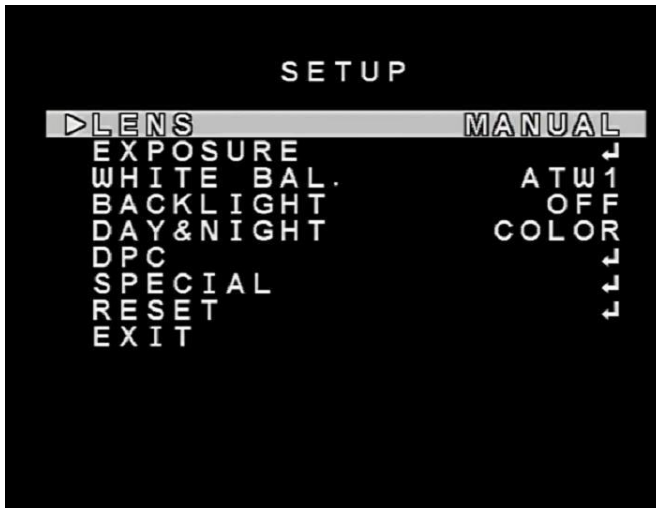 SETUP
▷LENS MANUAL
EXPOSURE ↲
WHITE BAL. ATW1
BACKLIGHT OFF
DAY&NIGHT COLOR
DPC ↲
SPECIAL ↲
RESET ↲
EXIT